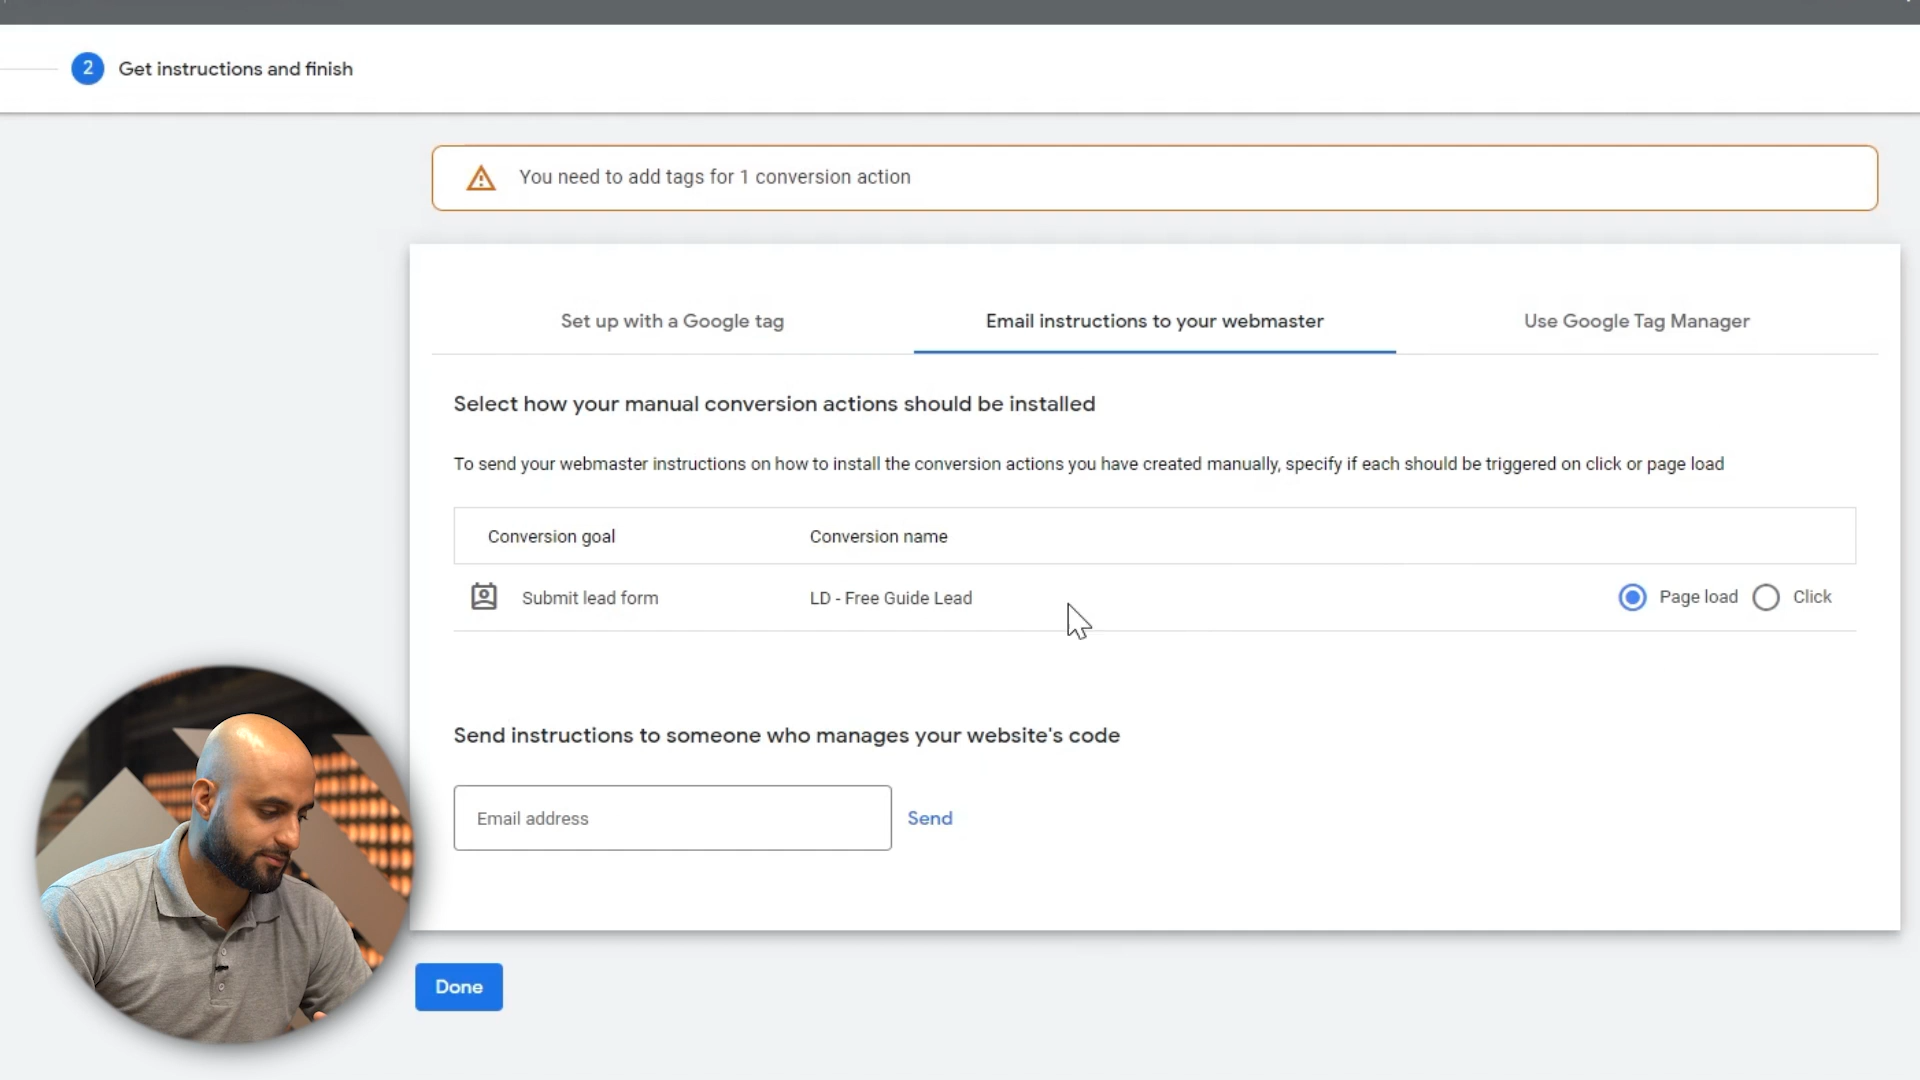 2 Get instructions and finish
You need to add tags for 1 conversion action
Set up with a Google tag
Email instructions to your webmaster
Use Google Tag Manager
Select how your manual conversion actions should be installed
To send your webmaster instructions on how to install the conversion actions you have created manually, specify if each should be triggered on click or page load
Conversion goal Conversion name
Submit lead form LD - Free Guide Lead Page load Click
Send instructions to someone who manages your website's code
Email address Send
Done